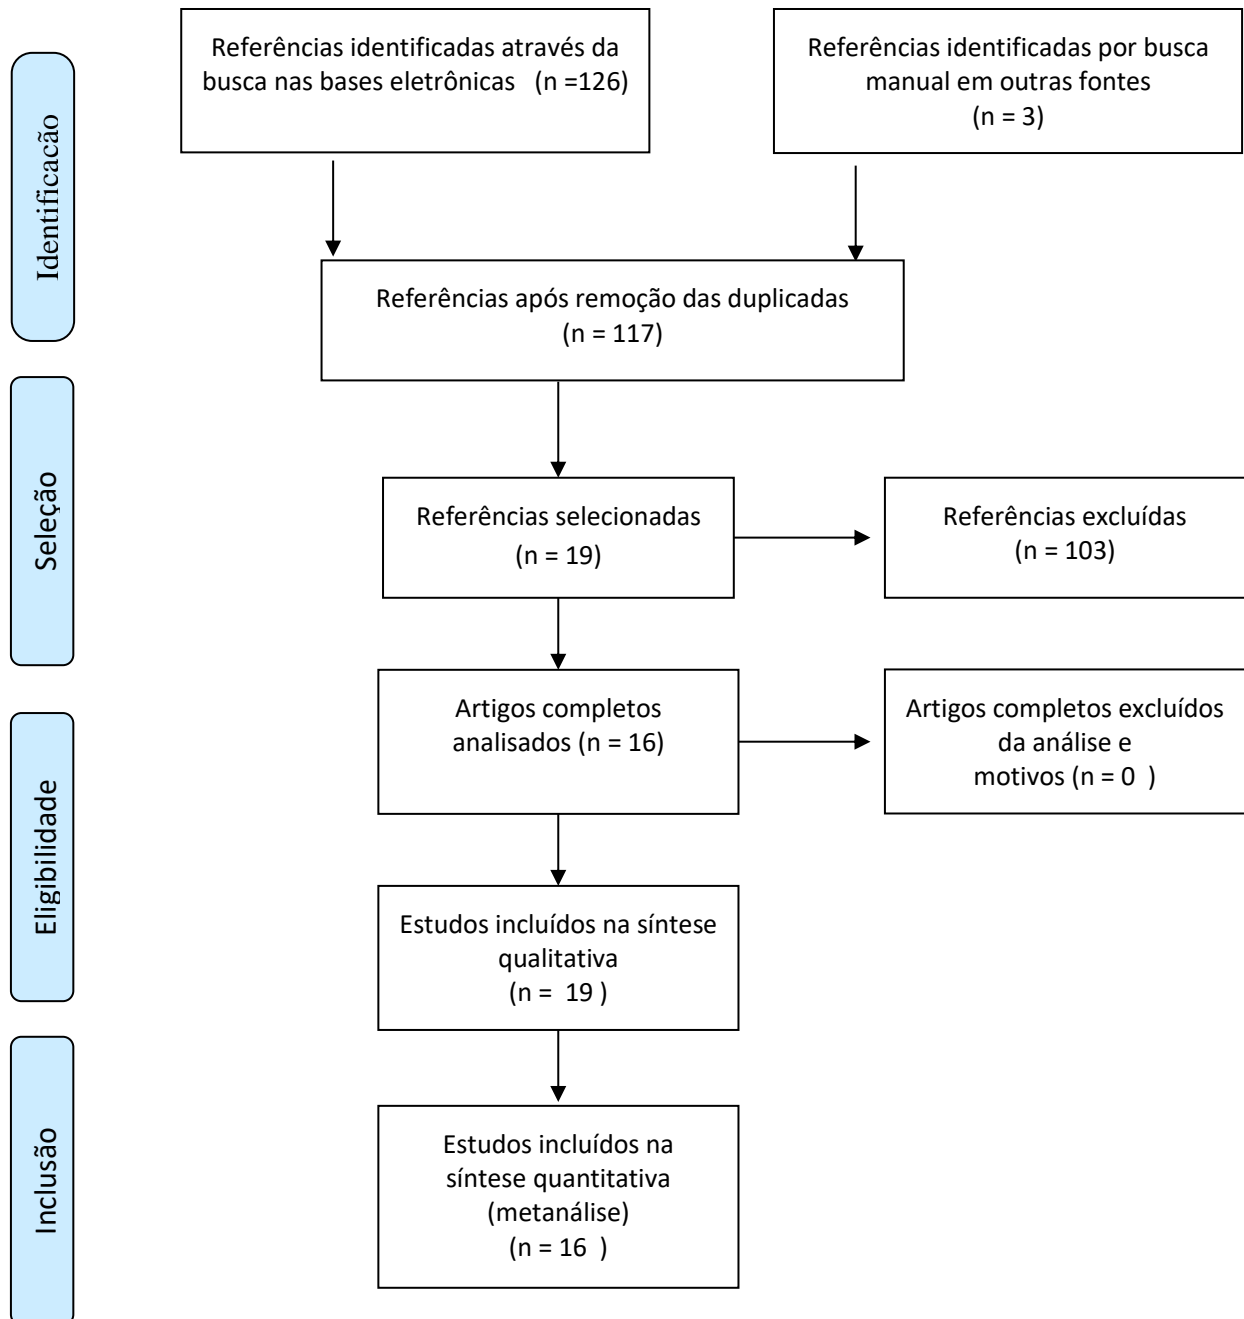 Referências identificadas através da
busca nas bases eletrônicas (n =126)
Referências identificadas por busca
manual em outras fontes
(n = 3)
Identificacão
Referências após remoção das duplicadas
(n = 117)
Seleção
Referências selecionadas
(n = 19)
Referências excluídas
(n = 103)
Artigos completos
analisados (n = 16)
Artigos completos excluídos
da análise e
motivos (n = 0 )
Eligibilidade
Estudos incluídos na síntese
qualitativa
(n = 19 )
Inclusão
Estudos incluídos na
síntese quantitativa
(metanálise)
(n = 16 )